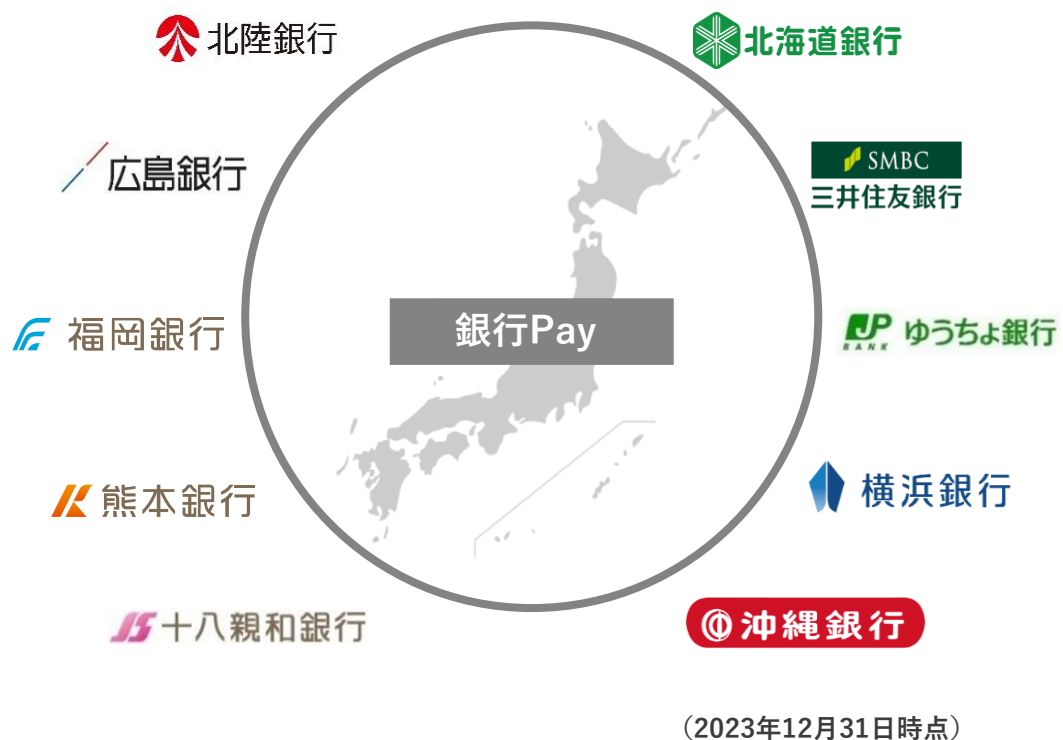 北陸銀行
北海道銀行
広島銀行
SMBC
三井住友銀行
福岡銀行
銀行Pay
JP
BANK
ゆうちょ銀行
熊本銀行
横浜銀行
十八親和銀行
沖縄銀行
（2023年12月31日時点）